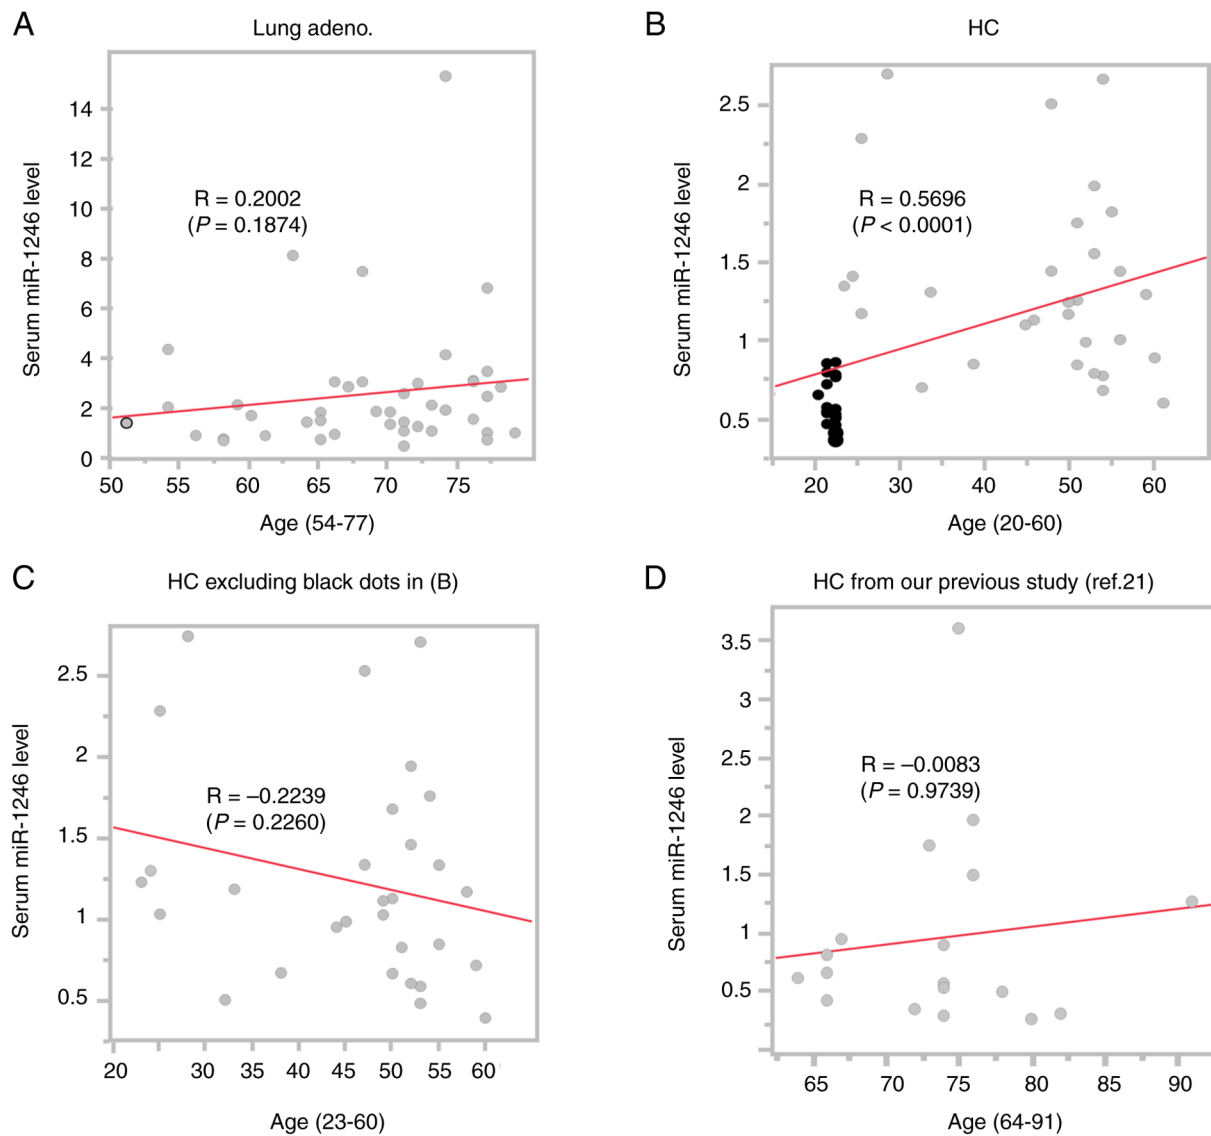 A
Lung adeno.
Serum miR-1246 level
14
12
10
8
6
4
2
0
R = 0.2002
(P = 0.1874)
50 55 60 65 70 75
Age (54-77)
B
HC
Serum miR-1246 level
2.5
2
1.5
1
0.5
R = 0.5696
(P < 0.0001)
20 30 40 50 60
Age (20-60)
C
HC excluding black dots in (B)
Serum miR-1246 level
2.5
2
1.5
1
0.5
R = –0.2239
(P = 0.2260)
20 30 35 40 45 50 55 60
Age (23-60)
D
HC from our previous study (ref.21)
Serum miR-1246 level
3.5
3
2.5
2
1.5
1
0.5
R = –0.0083
(P = 0.9739)
65 70 75 80 85 90
Age (64-91)